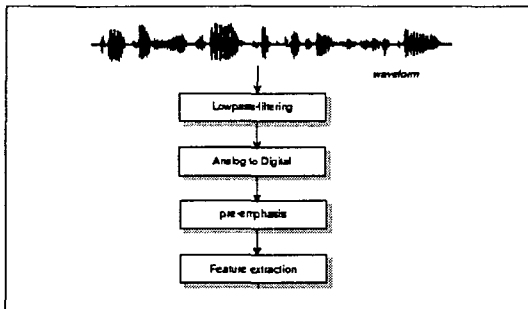 waveform
Lowpass-filtering
Analog to Digital
pre-emphasis
Feature extraction